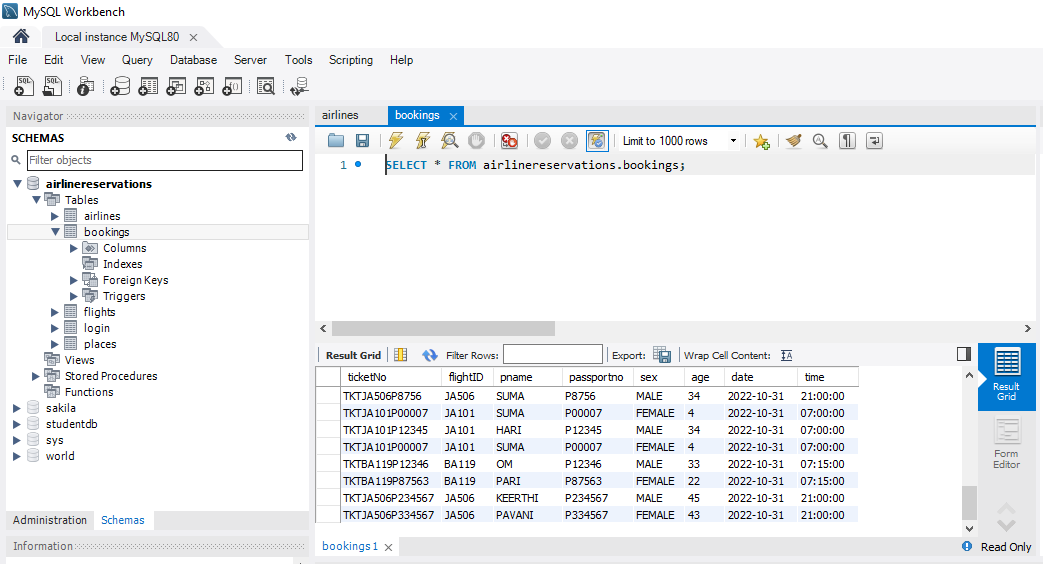 MySQL Workbench
Local instance MySQL80
File Edit View Query Database Server Tools Scripting Help
Navigator
SCHEMAS
Filter objects
airlinereservations
Tables
airlines
bookings
Columns
Indexes
Foreign Keys
Triggers
flights
login
places
Views
Stored Procedures
Functions
sakila
studentdb
sys
world
Administration Schemas
Information
airlines bookings
Limit to 1000 rows
1 SELECT * FROM airlinereservations.bookings;
Result Grid Filter Rows: Export: Wrap Cell Content:
ticketNo flightID pname passportno sex age date time
TKTJA506P8756 JA506 SUMA P8756 MALE 34 2022-10-31 21:00:00
TKTJA101P00007 JA101 SUMA P00007 FEMALE 4 2022-10-31 07:00:00
TKTJA101P12345 JA101 HARI P12345 MALE 34 2022-10-31 07:00:00
TKTJA101P00007 JA101 SUMA P00007 FEMALE 4 2022-10-31 07:00:00
TKTBA119P12346 BA119 OM P12346 MALE 33 2022-10-31 07:15:00
TKTBA119P87563 BA119 PARI P87563 FEMALE 22 2022-10-31 07:15:00
TKTJA506P234567 JA506 KEERTHI P234567 MALE 45 2022-10-31 21:00:00
TKTJA506P334567 JA506 PAVANI P334567 FEMALE 43 2022-10-31 21:00:00
Result
Grid
Form
Editor
bookings 1
Read Only